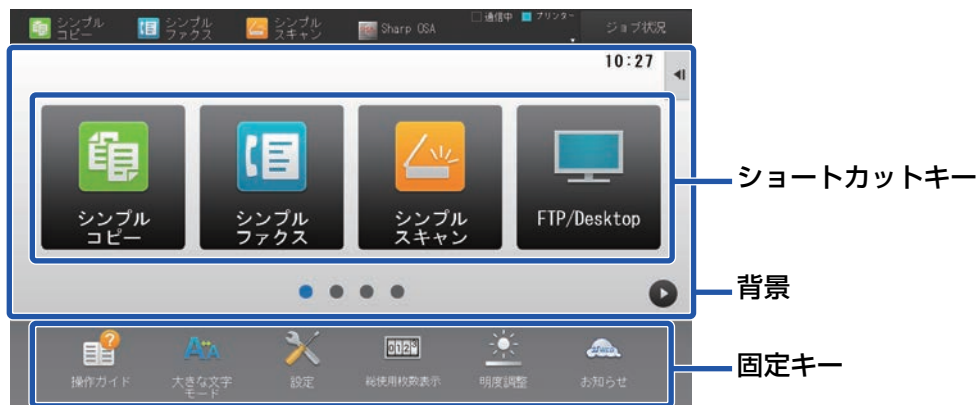 シンプル
コピー
シンプル
ファクス
シンプル
スキャン
Sharp OSA
通信中
プリンター
ジョブ状況
10:27
シンプル
コピー
シンプル
ファクス
シンプル
スキャン
FTP/Desktop
ショートカットキー
背景
操作ガイド
大きな文字
モード
設定
総使用枚数表示
明度調整
お知らせ
固定キー